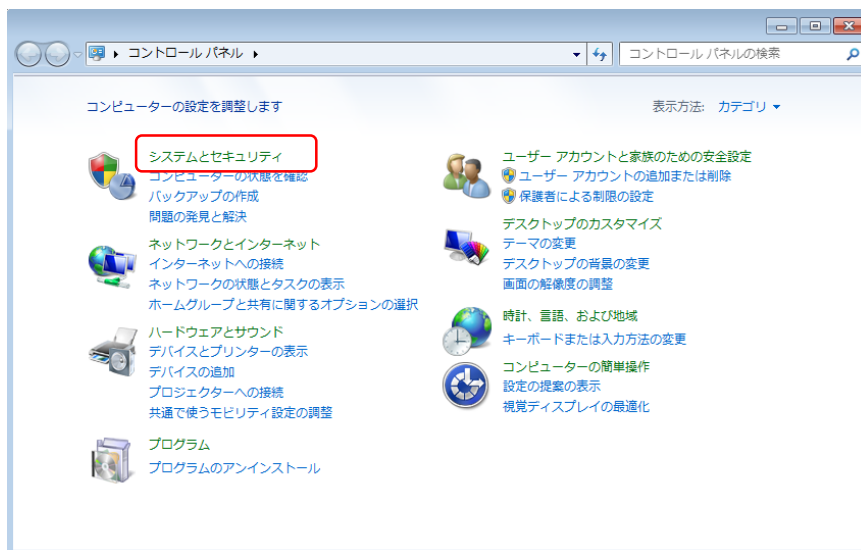 コントロール パネル
コントロール パネルの検索
コンピューターの設定を調整します
表示方法: カテゴリ
システムとセキュリティ
コンピューターの状態を確認
バックアップの作成
問題の発見と解決
ネットワークとインターネット
インターネットへの接続
ネットワークの状態とタスクの表示
ホームグループと共有に関するオプションの選択
ハードウェアとサウンド
デバイスとプリンターの表示
デバイスの追加
プロジェクターへの接続
共通で使うモビリティ設定の調整
プログラム
プログラムのアンインストール
ユーザー アカウントと家族のための安全設定
ユーザー アカウントの追加または削除
保護者による制限の設定
デスクトップのカスタマイズ
テーマの変更
デスクトップの背景の変更
画面の解像度の調整
時計、言語、および地域
キーボードまたは入力方法の変更
コンピューターの簡単操作
設定の提案の表示
視覚ディスプレイの最適化